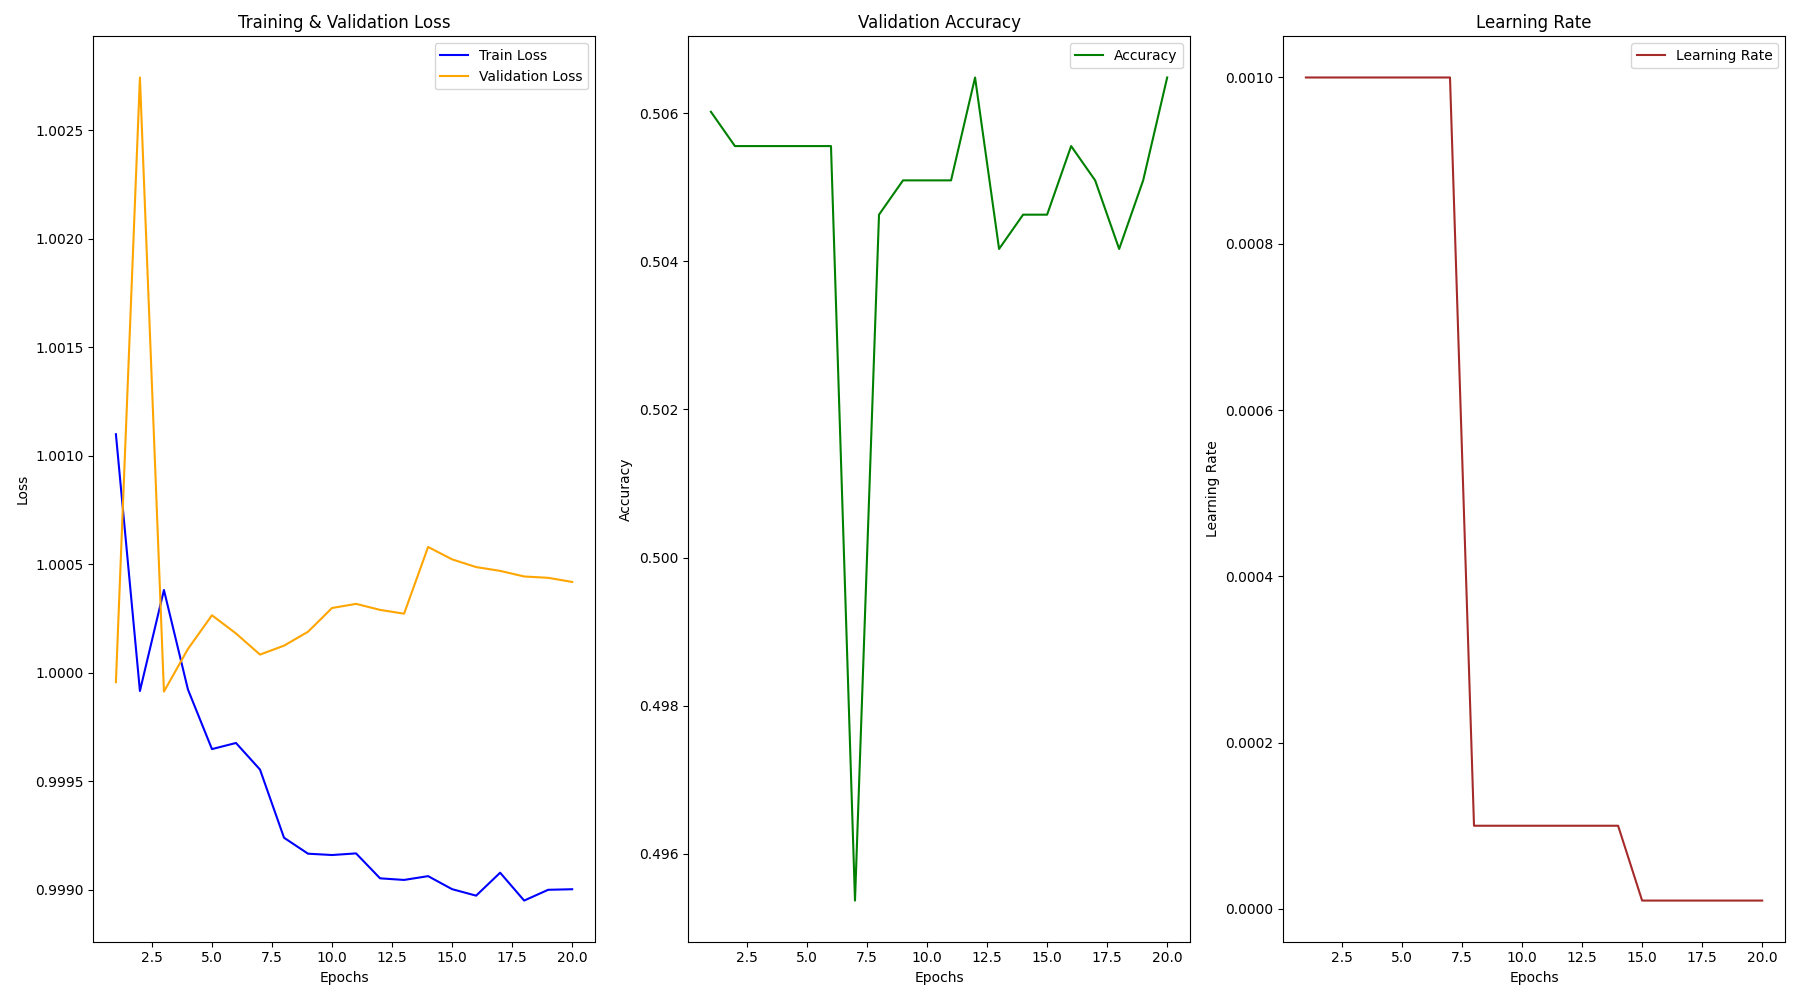 Training & Validation Loss
Train Loss
Validation Loss
1.0025
1.0020
1.0015
1.0010
1.0005
1.0000
0.9995
0.9990
Loss
2.5 5.0 7.5 10.0 12.5 15.0 17.5 20.0
Epochs
Validation Accuracy
Accuracy
0.506
0.504
0.502
0.500
0.498
0.496
Accuracy
2.5 5.0 7.5 10.0 12.5 15.0 17.5 20.0
Epochs
Learning Rate
Learning Rate
0.0010
0.0008
0.0006
0.0004
0.0002
0.0000
Learning Rate
2.5 5.0 7.5 10.0 12.5 15.0 17.5 20.0
Epochs